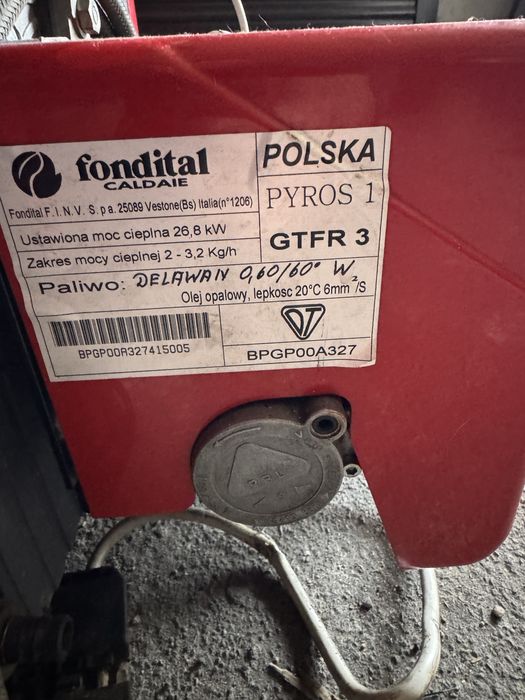 fondital
CALDAIE
Fondital F.I.N.V. S.p a. 25089 Vestone(Bs) Italia(n°1206)
Ustawiona moc cieplna 26,8 kW
Zakres mocy cieplnej 2 - 3,2 Kg/h
POLSKA
PYROS 1
GTFR 3
Paliwo: DELAWAN 0,60/60° W
Olej opalowy, lepkosc 20°C 6mm²/S
BPGP00R327415005
DT
BPGP00A327